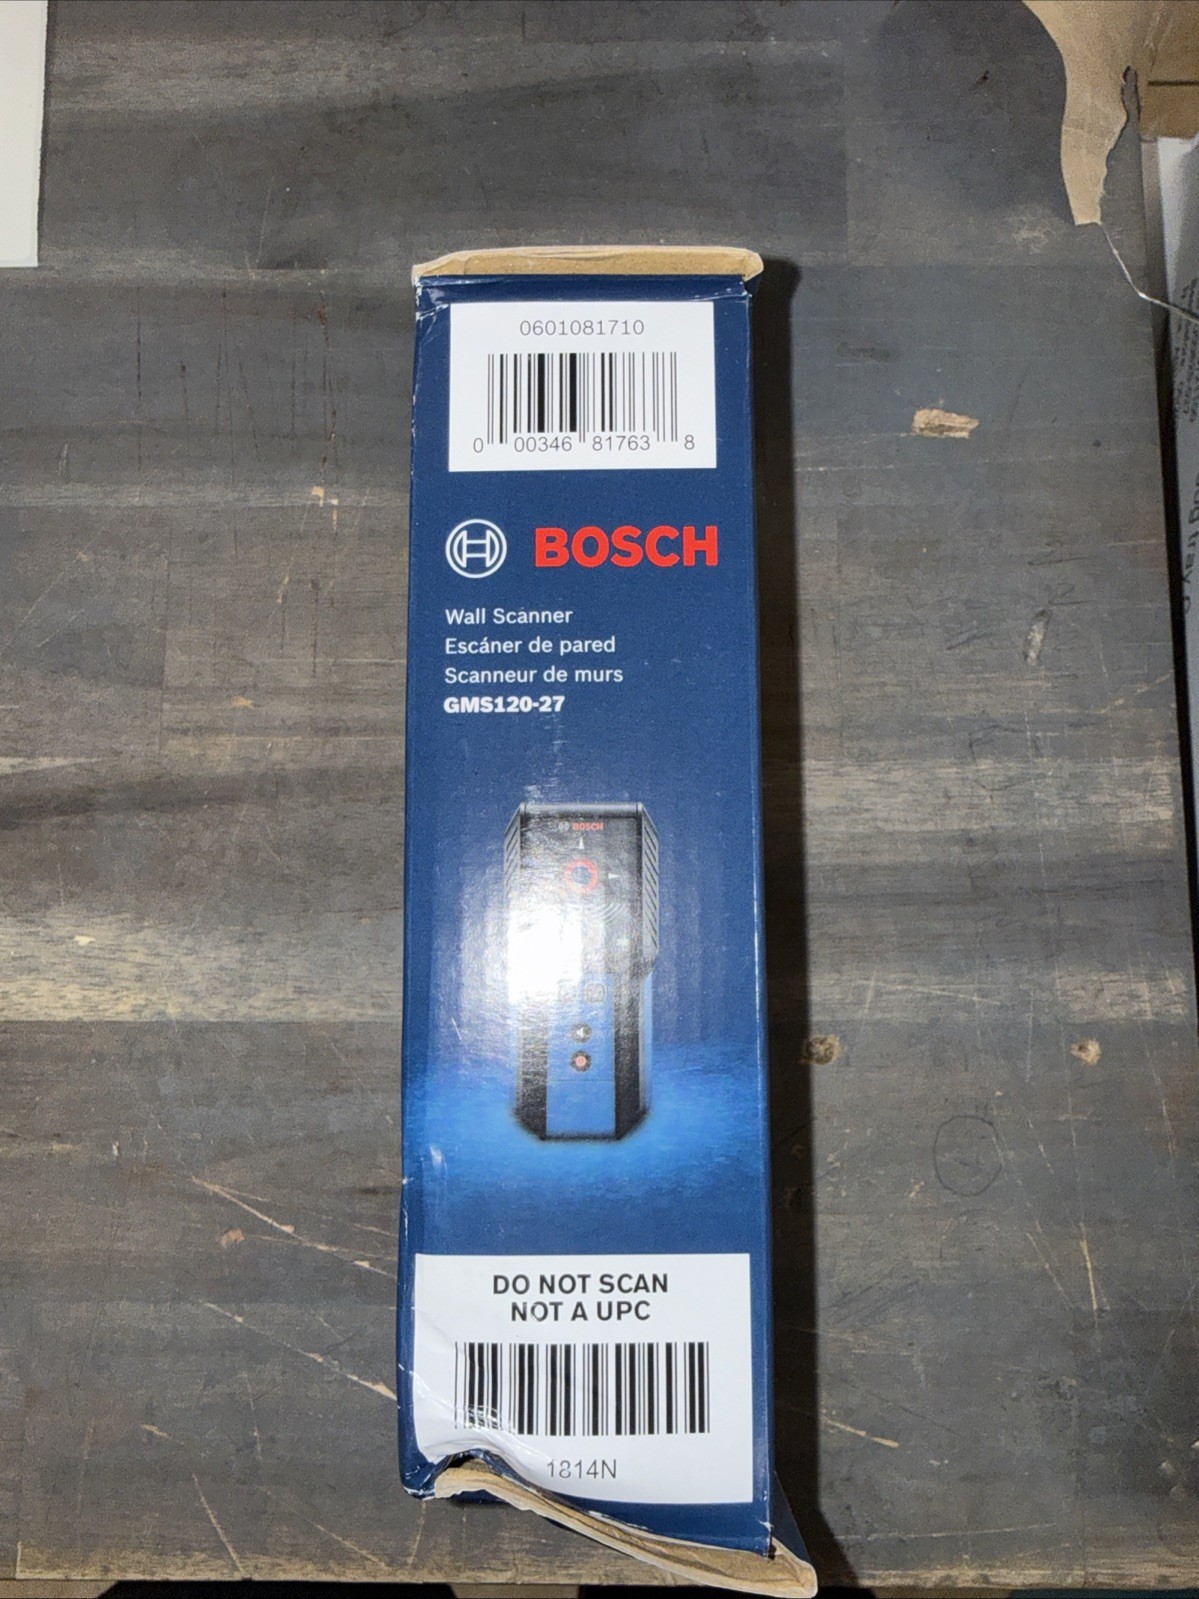 0601081710
0 00346 81763 8
BOSCH
Wall Scanner
Escáner de pared
Scanneur de murs
GMS120-27
BOSCH
DO NOT SCAN
NOT A UPC
1814N